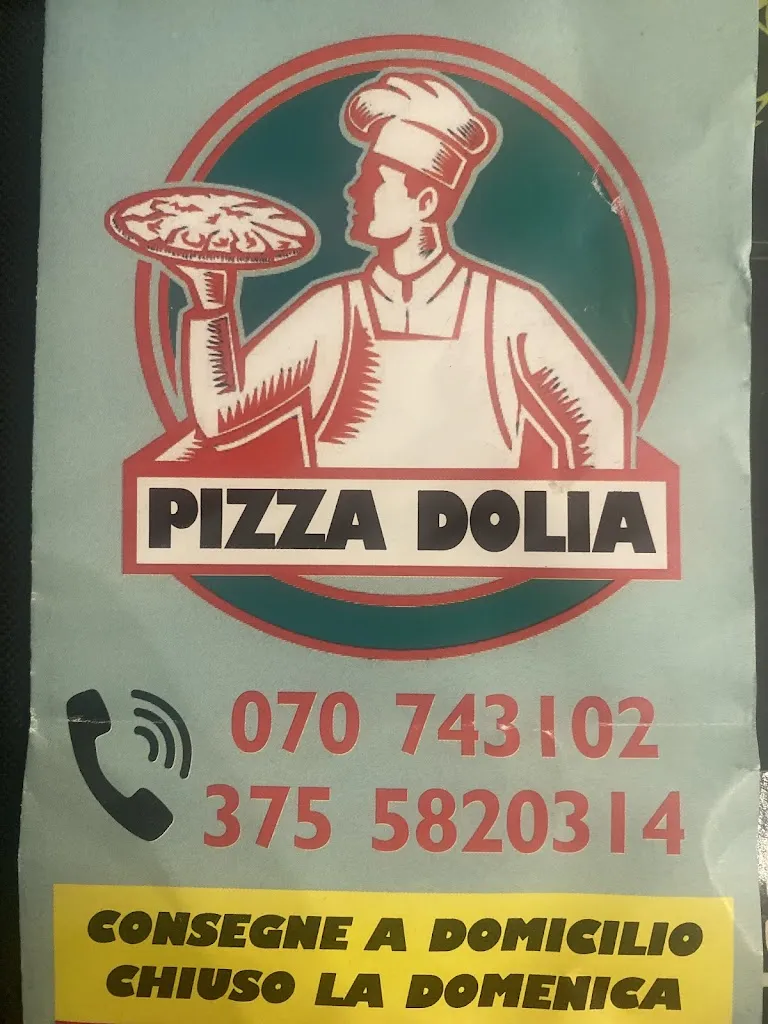 PIZZA DOLIA
070 743102
375 5820314
CONSEGNE A DOMICILIO
CHIUSO LA DOMENICA